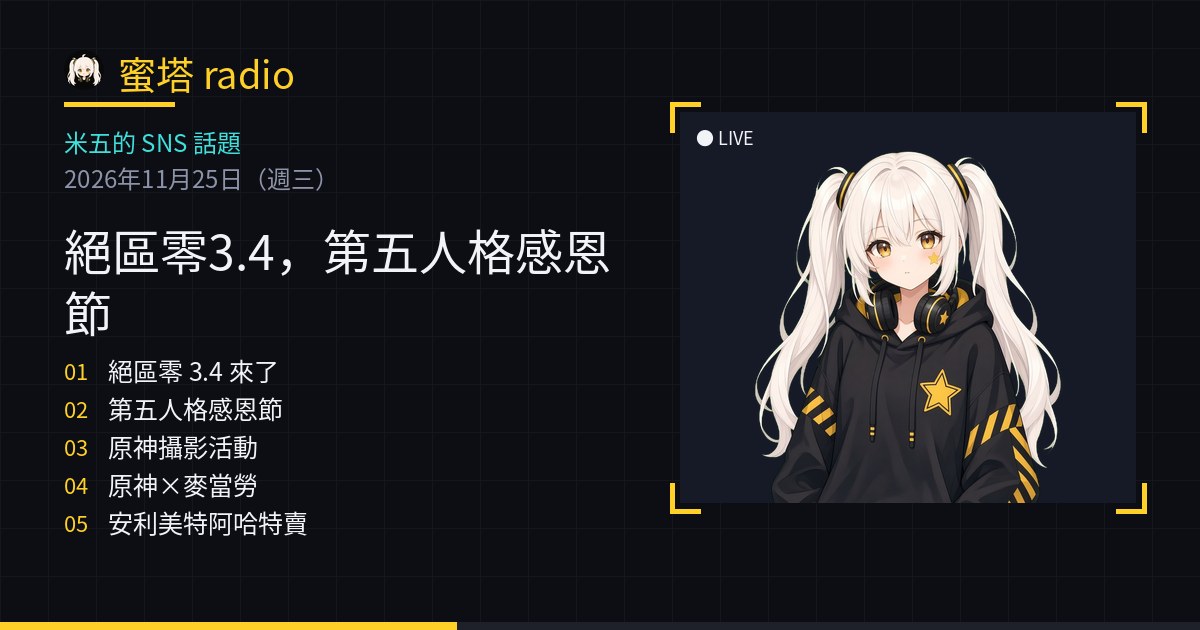 蜜塔 radio
米五的 SNS 話題
2026年11月25日（週三）
絕區零3.4，第五人格感恩
節
01 絕區零 3.4 來了
02 第五人格感恩節
03 原神攝影活動
04 原神×麥當勞
05 安利美特阿哈特賣
LIVE